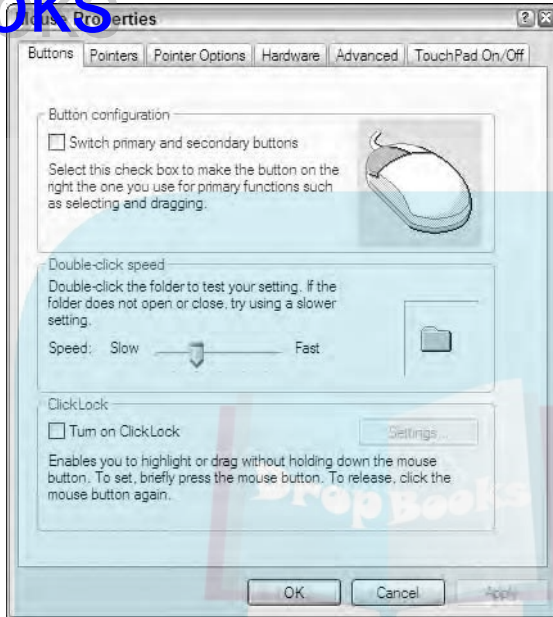 Mouse Properties
Buttons Pointers Pointer Options Hardware Advanced TouchPad On/Off
Button configuration
Switch primary and secondary buttons
Select this check box to make the button on the
right the one you use for primary functions such
as selecting and dragging.
Double-click speed
Double-click the folder to test your setting. If the
folder does not open or close, try using a slower
setting.
Speed: Slow Fast
ClickLock
Turn on ClickLock
Settings...
Enables you to highlight or drag without holding down the mouse
button. To set, briefly press the mouse button. To release, click the
mouse button again.
DropBooks
OK Cancel Apply